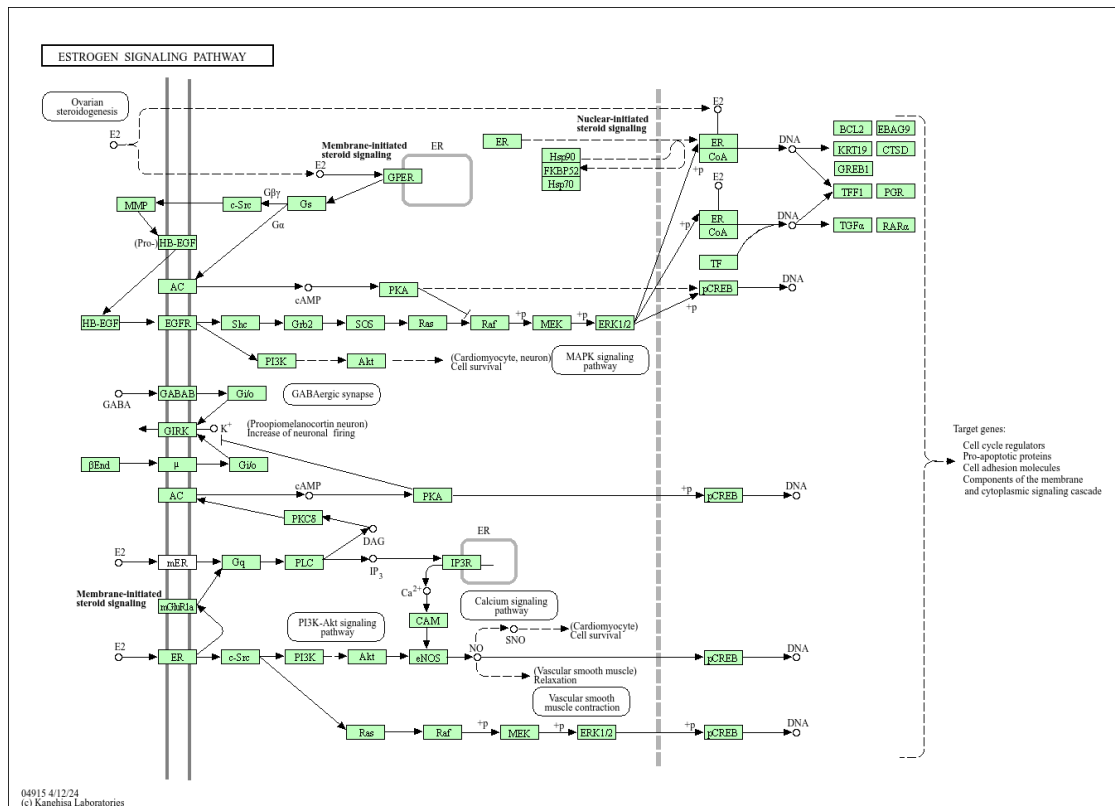 ESTROGEN SIGNALING PATHWAY
Ovarian
steroidogenesis
E2
E2
Membrane-initiated
steroid signaling
ER
GPER
ER
Nuclear-initiated
steroid signaling
Hsp90
FKBP52
Hsp70
E2
ER
CoA
+p
DNA
BCL2
EBAG9
KRT19
CTSD
GREB1
TFF1
PGR
TGFα
RARα
E2
ER
CoA
+p
DNA
TF
MMP
c-Src
Gβγ
Gs
Gα
(Pro-)
HB-EGF
AC
cAMP
PKA
pCREB
+p
DNA
HB-EGF
EGFR
Shc
Grb2
SOS
Ras
Raf
+p
MEK
+p
ERK1/2
PI3K
Akt
(Cardiomyocyte, neuron)
Cell survival
MAPK signaling
pathway
GABA
GABAB
Gi/o
GABAergic synapse
GIRK
K+
(Propiomelanocortin neuron)
Increase of neuronal firing
βEnd
μ
Gi/o
AC
cAMP
PKA
+p
pCREB
DNA
PKCδ
DAG
E2
mER
Gq
PLC
IP3
IP3R
ER
Membrane-initiated
steroid signaling
mGluR1a
Ca2+
CAM
Calcium signaling
pathway
PI3K-Akt signaling
pathway
E2
ER
c-Src
PI3K
Akt
eNOS
NO
SNO
(Cardiomyocyte)
Cell survival
(Vascular smooth muscle)
Relaxation
pCREB
DNA
Vascular smooth
muscle contraction
Ras
Raf
+p
MEK
+p
ERK1/2
+p
pCREB
DNA
Target genes:
Cell cycle regulators
Pro-apoptotic proteins
Cell adhesion molecules
Components of the membrane
and cytoplasmic signaling cascade
04915 4/12/24
(c) Kanehisa Laboratories